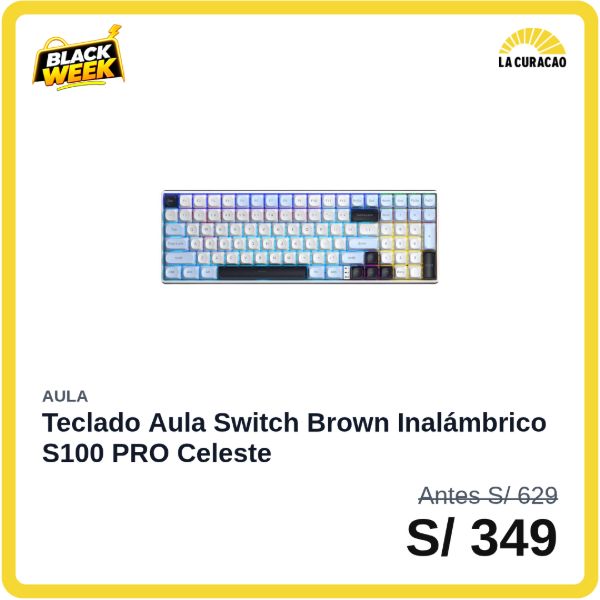 BLACK
WEEK
LA CURACAO
AULA
Teclado Aula Switch Brown Inalámbrico
S100 PRO Celeste
Antes S/ 629
S/ 349